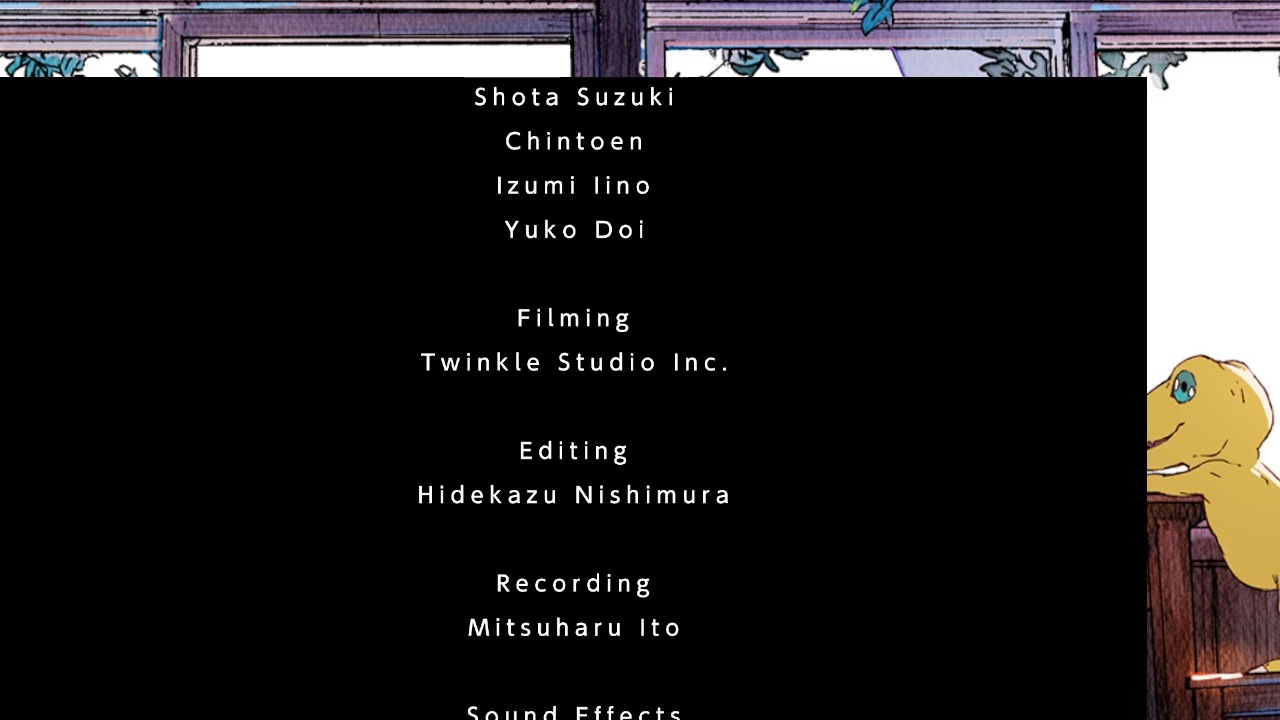 Shota Suzuki
Chintoen
Izumi Iino
Yuko Doi
Filming
Twinkle Studio Inc.
Editing
Hidekazu Nishimura
Recording
Mitsuharu Ito
Sound Effects